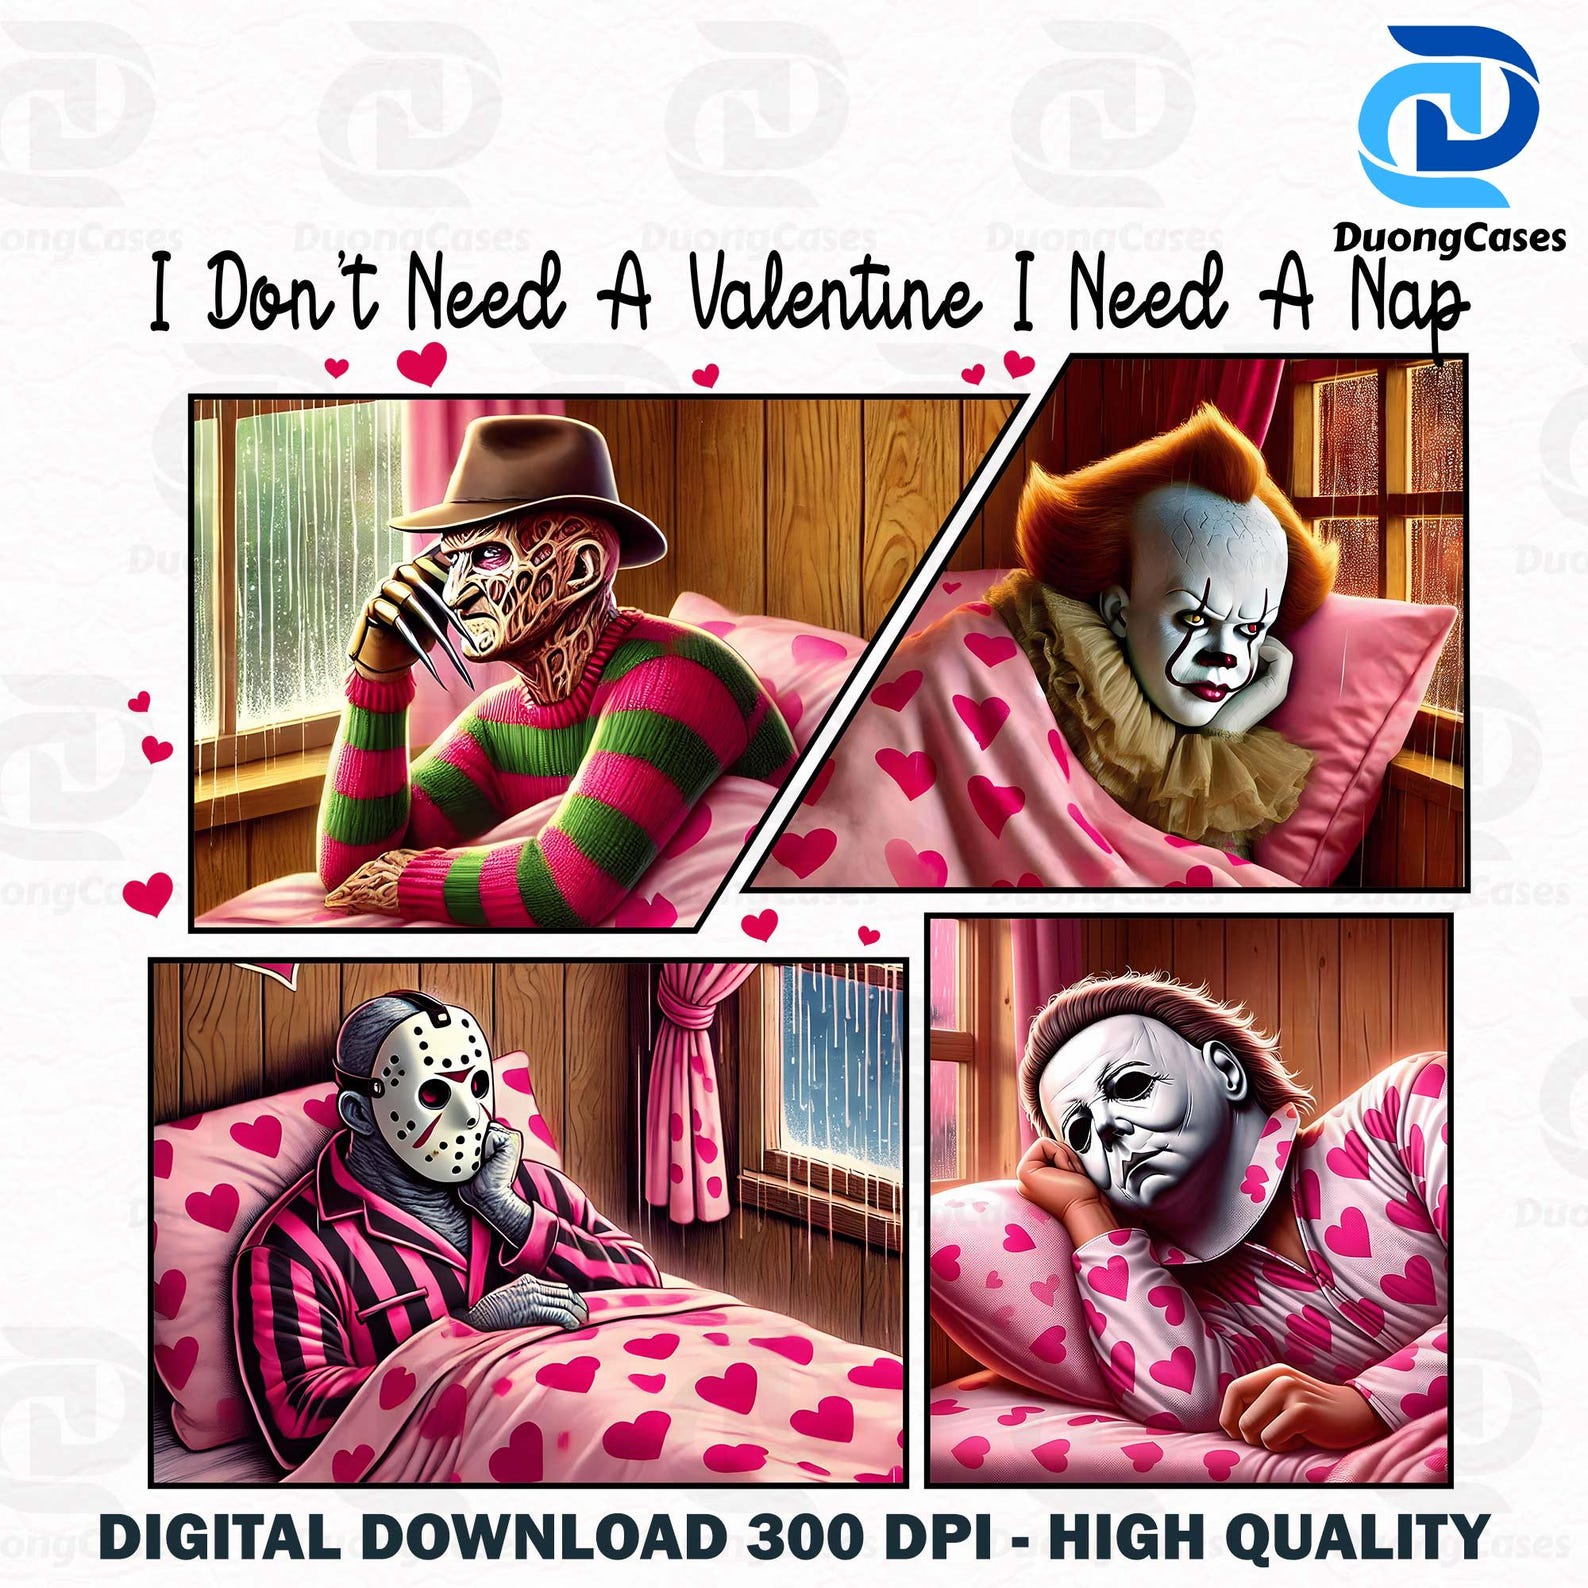 DuongCases
I Don't Need A Valentine I Need A Nap
DIGITAL DOWNLOAD 300 DPI - HIGH QUALITY